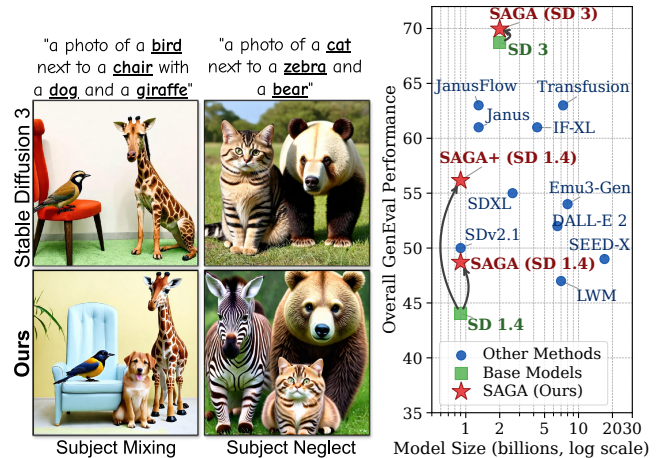 "a photo of a bird
next to a chair with
a dog and a giraffe"
"a photo of a cat
next to a zebra and
a bear"
Stable Diffusion 3
Ours
Subject Mixing
Subject Neglect
Overall GenEval Performance
70
65
60
55
50
45
40
35
SAGA (SD 3)
SD 3
JanusFlow
Transfusion
Janus
IF-XL
SAGA+ (SD 1.4)
SDXL
Emu3-Gen
DALL-E 2
SDv2.1
SEED-X
SAGA (SD 1.4)
LWM
SD 1.4
Other Methods
Base Models
SAGA (Ours)
1
2
5
10
20
30
Model Size (billions, log scale)